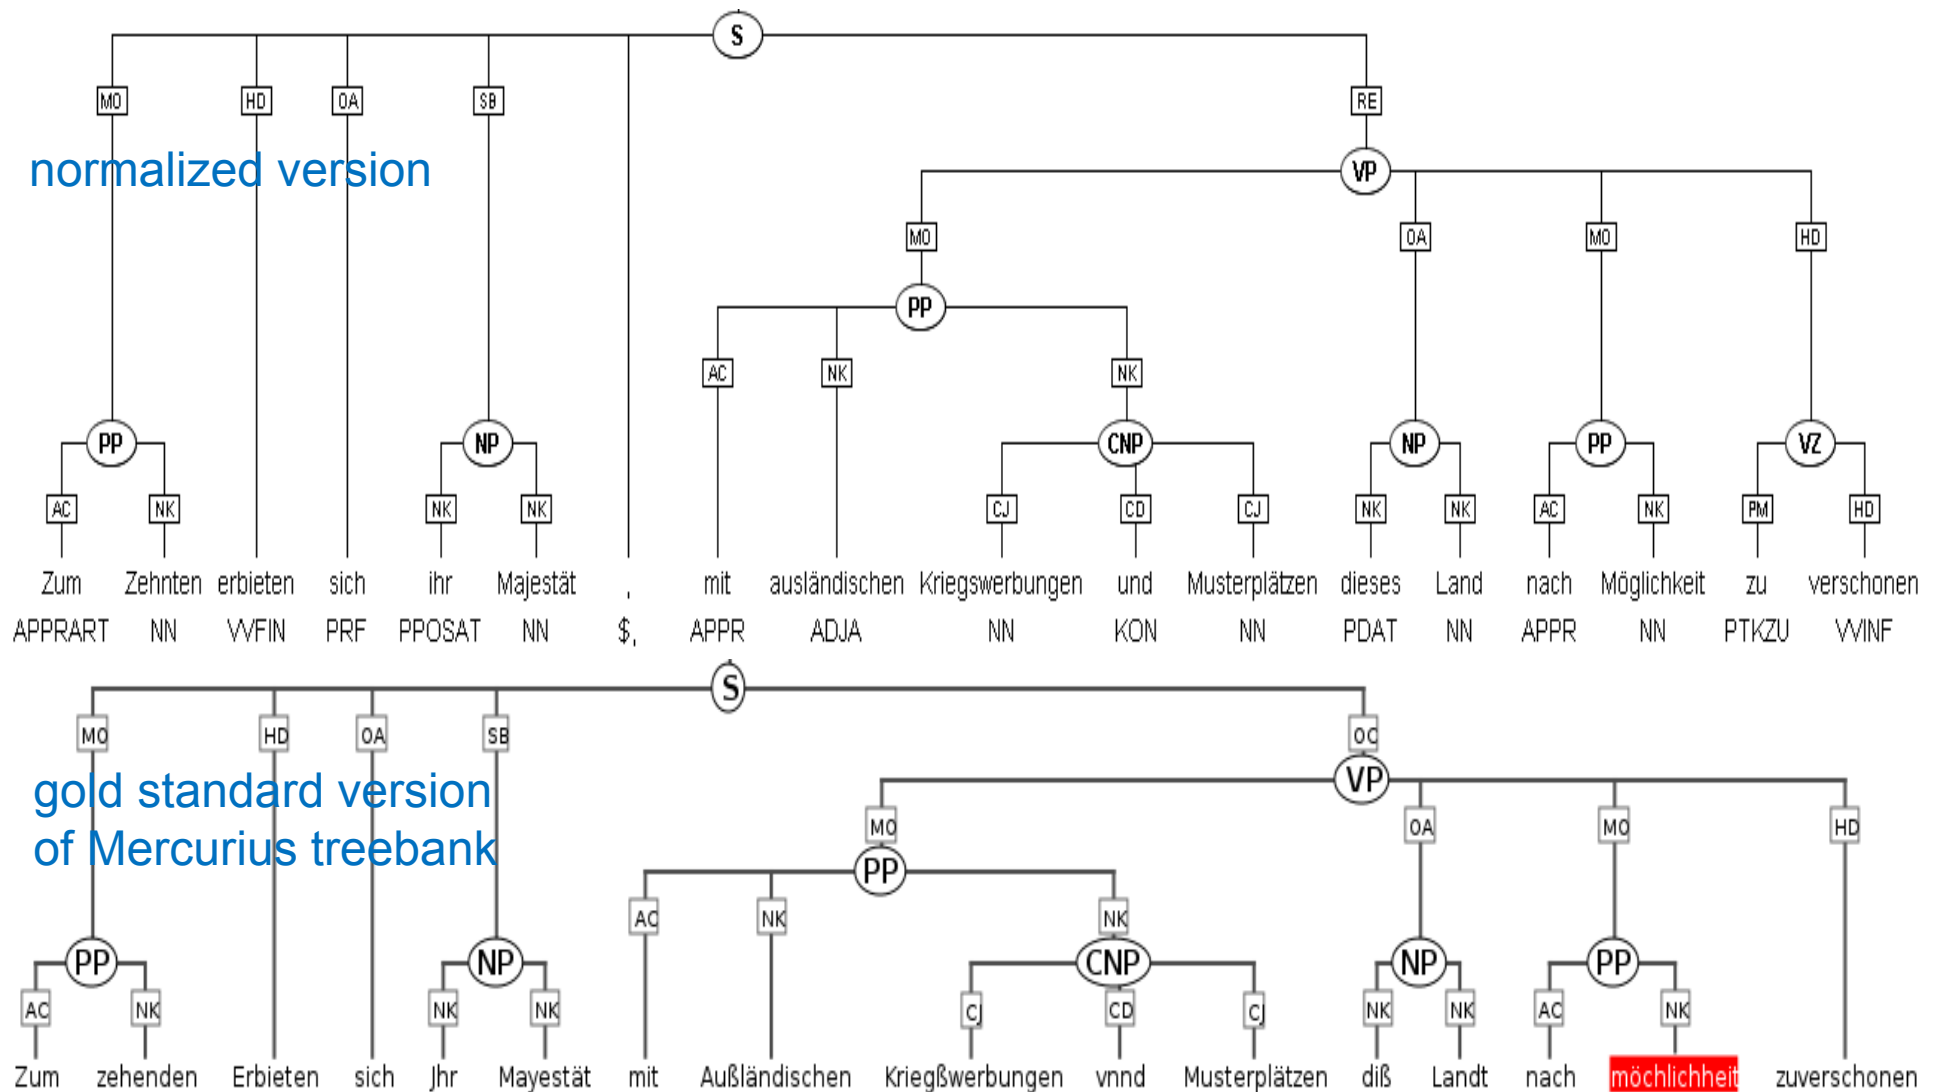 S
MO HD OA SB RE
normalized version
VP
MO OA MO HD
PP
AC NK NK
PP NP CNP NP PP VZ
AC NK NK NK CJ CD CJ NK NK AC NK PM HD
Zum Zehnten erbieten sich ihr Majestät , mit ausländischen Kriegswerbungen und Musterplätzen dieses Land nach Möglichkeit zu verschonen
APPRART NN VVFIN PRF PPOSAT NN $, APPR ADJA NN KON NN PDAT NN APPR NN PTKZU VVINF
S
MO HD OA SB OC
gold standard version
VP
of Mercurius treebank
MO OA MO HD
PP
AC NK NK
PP NP CNP NP PP
AC NK NK NK CJ CD CJ NK NK AC NK
Zum zehenden Erbieten sich Jhr Mayestät mit Außländischen Kriegßwerbungen vnnd Musterplätzen diß Landt nach möchlichheit zuverschonen